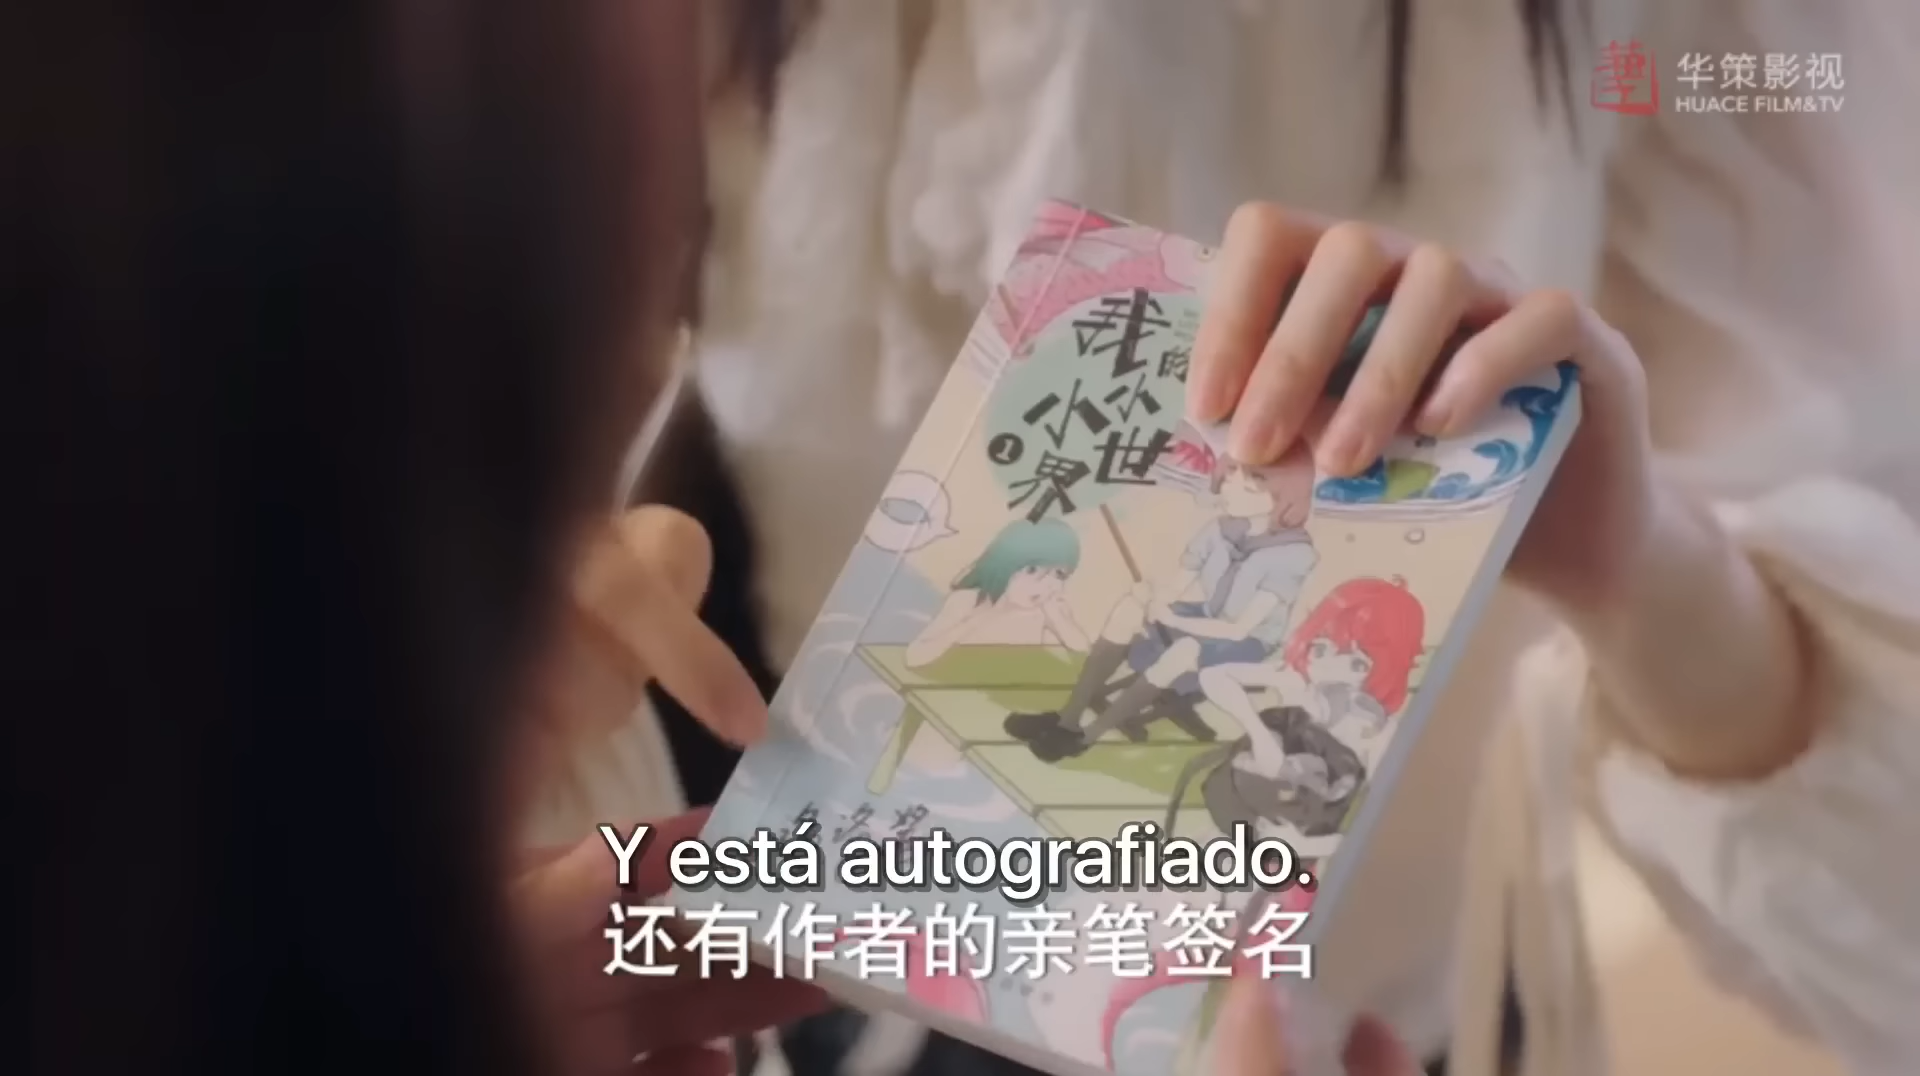 华策影视
HUACE FILM&TV
我的
小小世
界
1
Y está autografiado.
还有作者的亲笔签名